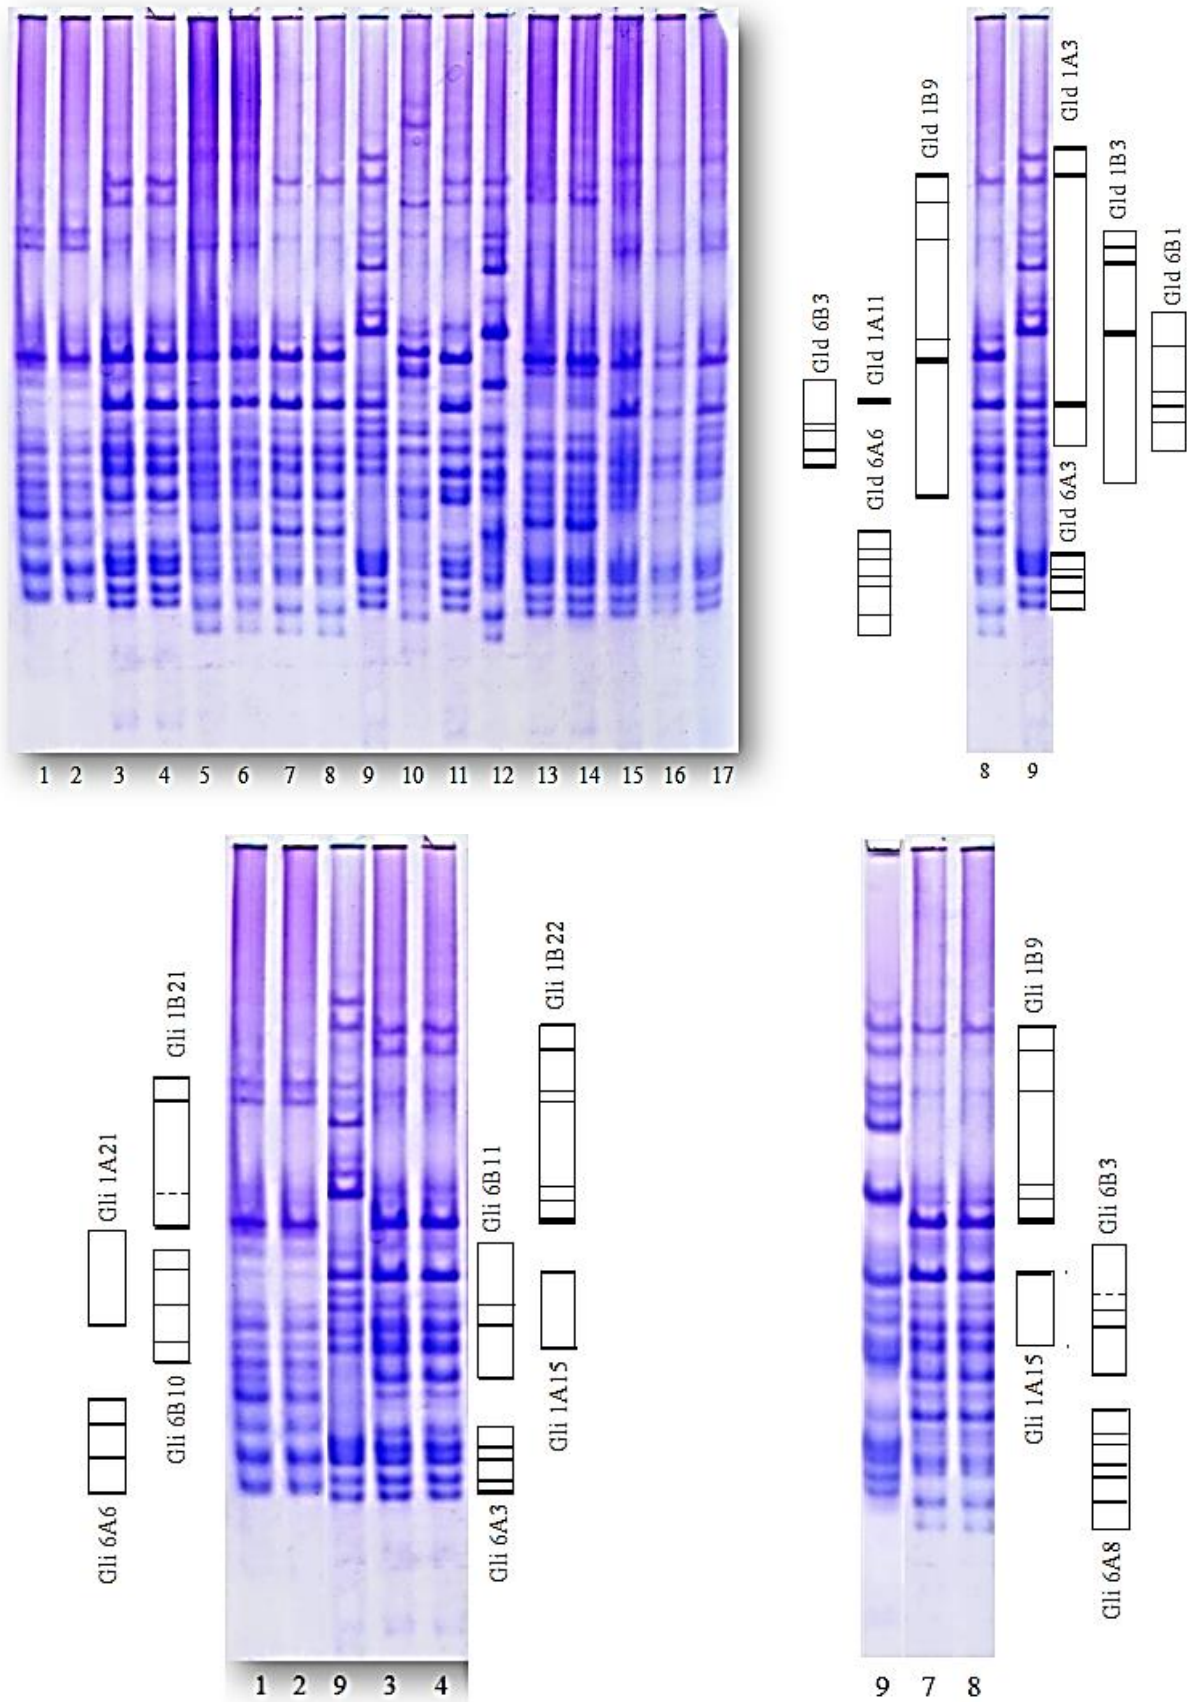 Gld 1A3
Gld 1B9
Gld 1B3
Gld 6B1
Gld 6B3
Gld 1A11
Gld 6A6
Gld 6A3
1 2 3 4 5 6 7 8 9 10 11 12 13 14 15 16 17
8 9
Gli 1B22
Gli 1B21
Gli 1A21
Gli 6B11
Gli 6B10
Gli 1A15
Gli 6A6
Gli 6A3
1 2 9 3 4
Gli 1B9
Gli 6B3
Gli 1A15
Gli 6A8
9 7 8